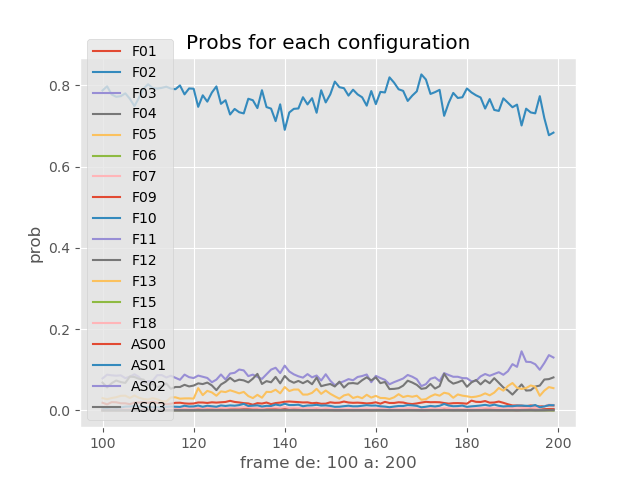 Probs for each configuration
F01
F02
F03
F04
F05
F06
F07
F09
F10
F11
F12
F13
F15
F18
AS00
AS01
AS02
AS03
prob
0.8
0.6
0.4
0.2
0.0
100 120 140 160 180 200
frame de: 100 a: 200